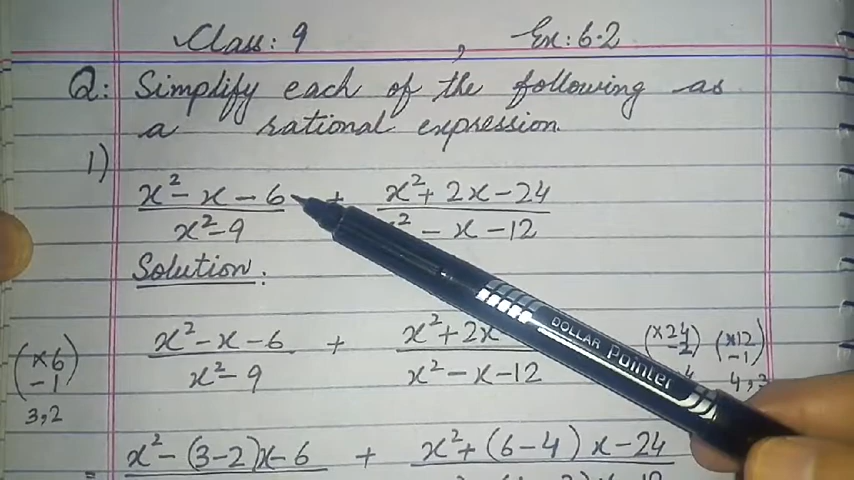 Class: 9 , Ex: 6.2
Q: Simplify each of the following as
a rational expression
1)
x² - x - 6 + x² + 2x - 24
x² - 9 ² - x - 12
Solution:
x² - x - 6 + x² + 2x
x² - 9 x² - x - 12
(×6
-1)
3,2
(×24
-2)
4
(×12
-1)
4,3
DOLLAR Pointer
= x² - (3-2)x - 6 + x² + (6-4)x - 24